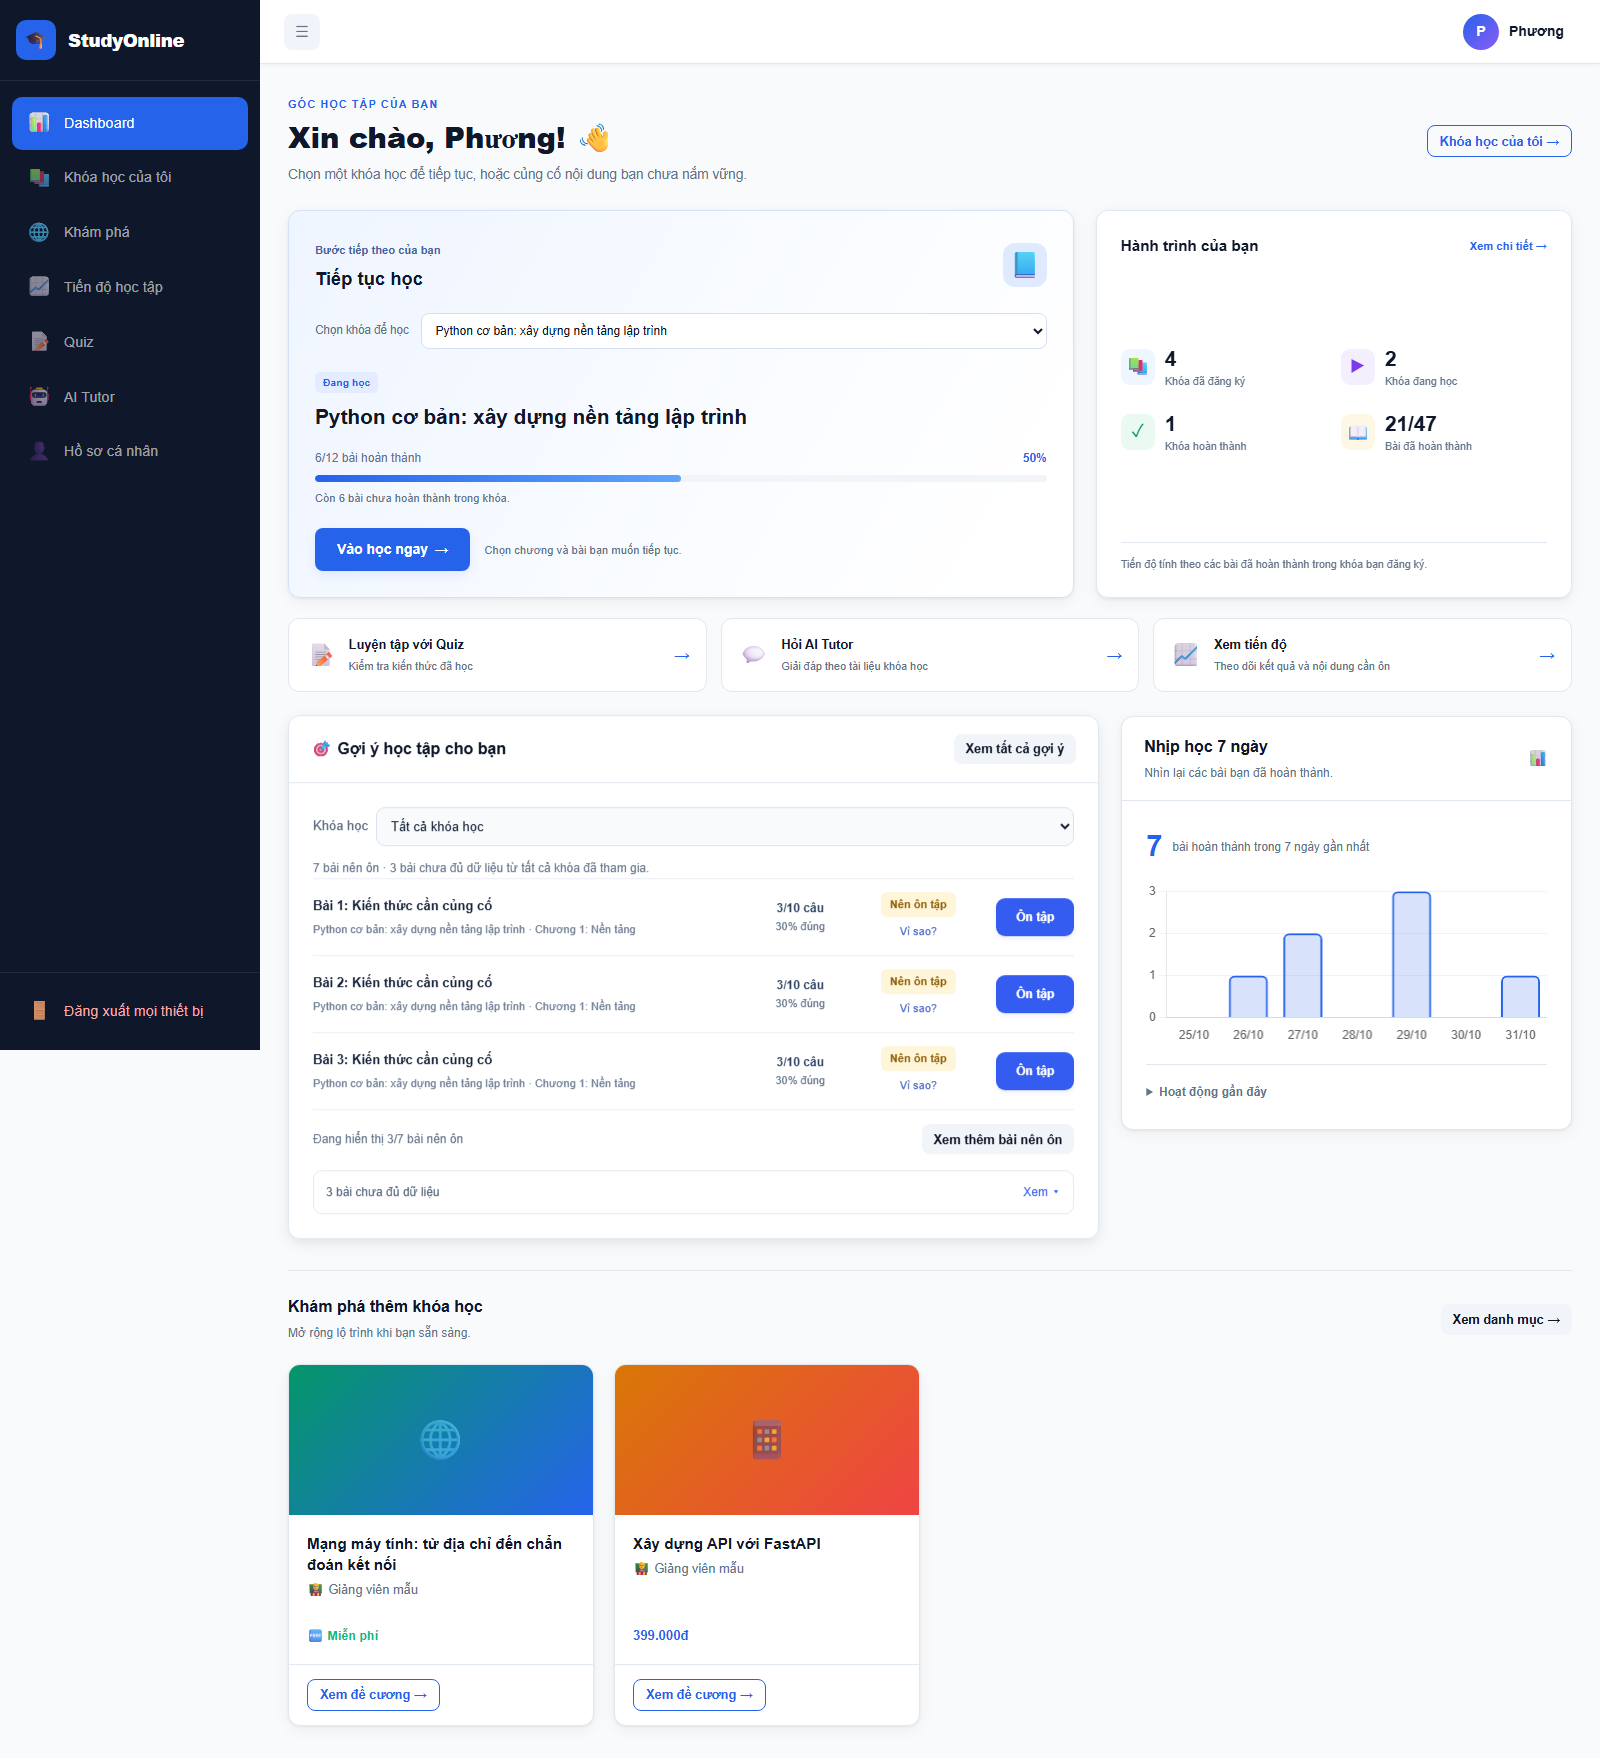 StudyOnline
Dashboard
Khóa học của tôi
Khám phá
Tiến độ học tập
Quiz
AI Tutor
Hồ sơ cá nhân
Đăng xuất mọi thiết bị
☰
P Phương
GÓC HỌC TẬP CỦA BẠN
Xin chào, Phương! 👋
Chọn một khóa học để tiếp tục, hoặc củng cố nội dung bạn chưa nắm vững.
Khóa học của tôi →
Bước tiếp theo của bạn
Tiếp tục học
Chọn khóa để học
Python cơ bản: xây dựng nền tảng lập trình
Đang học
Python cơ bản: xây dựng nền tảng lập trình
6/12 bài hoàn thành 50%
Còn 6 bài chưa hoàn thành trong khóa.
Vào học ngay →
Chọn chương và bài bạn muốn tiếp tục.
Hành trình của bạn
Xem chi tiết →
4
Khóa đã đăng ký
2
Khóa đang học
1
Khóa hoàn thành
21/47
Bài đã hoàn thành
Tiến độ tính theo các bài đã hoàn thành trong khóa bạn đăng ký.
Luyện tập với Quiz
Kiểm tra kiến thức đã học
→
Hỏi AI Tutor
Giải đáp theo tài liệu khóa học
→
Xem tiến độ
Theo dõi kết quả và nội dung cần ôn
→
Gợi ý học tập cho bạn
Xem tất cả gợi ý
Khóa học
Tất cả khóa học
7 bài nên ôn · 3 bài chưa đủ dữ liệu từ tất cả khóa đã tham gia.
Bài 1: Kiến thức cần củng cố
Python cơ bản: xây dựng nền tảng lập trình · Chương 1: Nền tảng
3/10 câu
30% đúng
Nên ôn tập
Vì sao?
Ôn tập
Bài 2: Kiến thức cần củng cố
Python cơ bản: xây dựng nền tảng lập trình · Chương 1: Nền tảng
3/10 câu
30% đúng
Nên ôn tập
Vì sao?
Ôn tập
Bài 3: Kiến thức cần củng cố
Python cơ bản: xây dựng nền tảng lập trình · Chương 1: Nền tảng
3/10 câu
30% đúng
Nên ôn tập
Vì sao?
Ôn tập
Đang hiển thị 3/7 bài nên ôn
Xem thêm bài nên ôn
3 bài chưa đủ dữ liệu
Xem ▾
Nhịp học 7 ngày
Nhìn lại các bài bạn đã hoàn thành.
7 bài hoàn thành trong 7 ngày gần nhất
3
2
1
0
25/10 26/10 27/10 28/10 29/10 30/10 31/10
▶ Hoạt động gần đây
Khám phá thêm khóa học
Mở rộng lộ trình khi bạn sẵn sàng.
Xem danh mục →
Mạng máy tính: từ địa chỉ đến chẩn
đoán kết nối
Giảng viên mẫu
Miễn phí
Xem đề cương →
Xây dựng API với FastAPI
Giảng viên mẫu
399.000đ
Xem đề cương →